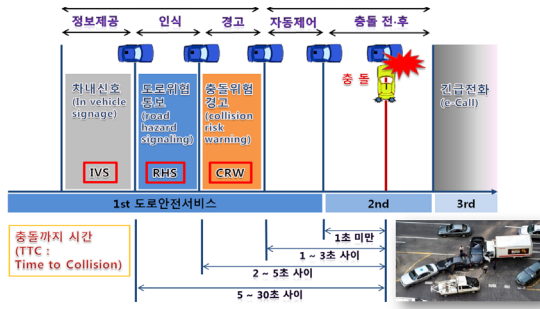 정보제공 인식 경고 자동제어 충돌 전·후
차내신호
(In vehicle
signage)
IVS
도로위험
통보
(road
hazard
signaling)
RHS
충돌위험
경고
(collision
risk
warning)
CRW
충 돌
긴급전화
(e-Call)
1st 도로안전서비스 2nd 3rd
충돌까지 시간
(TTC :
Time to Collision)
1초 미만
1 ~ 3초 사이
2 ~ 5초 사이
5 ~ 30초 사이